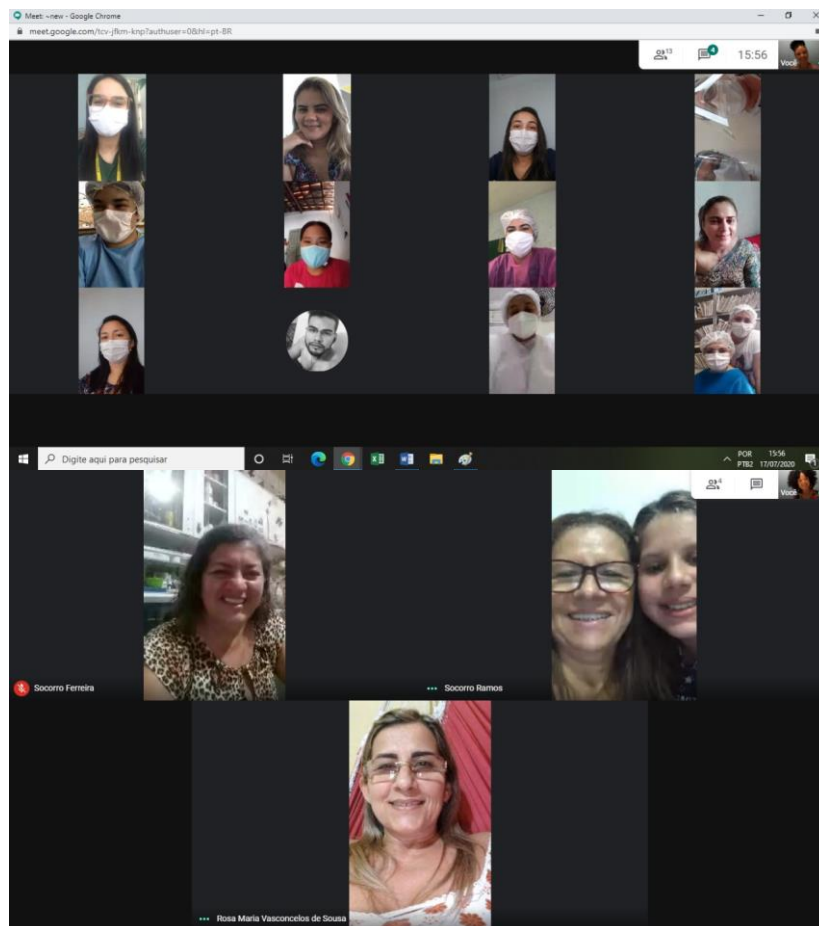 Meet: ~new - Google Chrome
meet.google.com/tcv-jfkm-knp?authuser=0&hl=pt-BR
13
4
15:56
Você
Digite aqui para pesquisar
POR
15:56
PTB2
17/07/2020
4
Você
Socorro Ferreira
Socorro Ramos
Rosa Maria Vasconcelos de Sousa